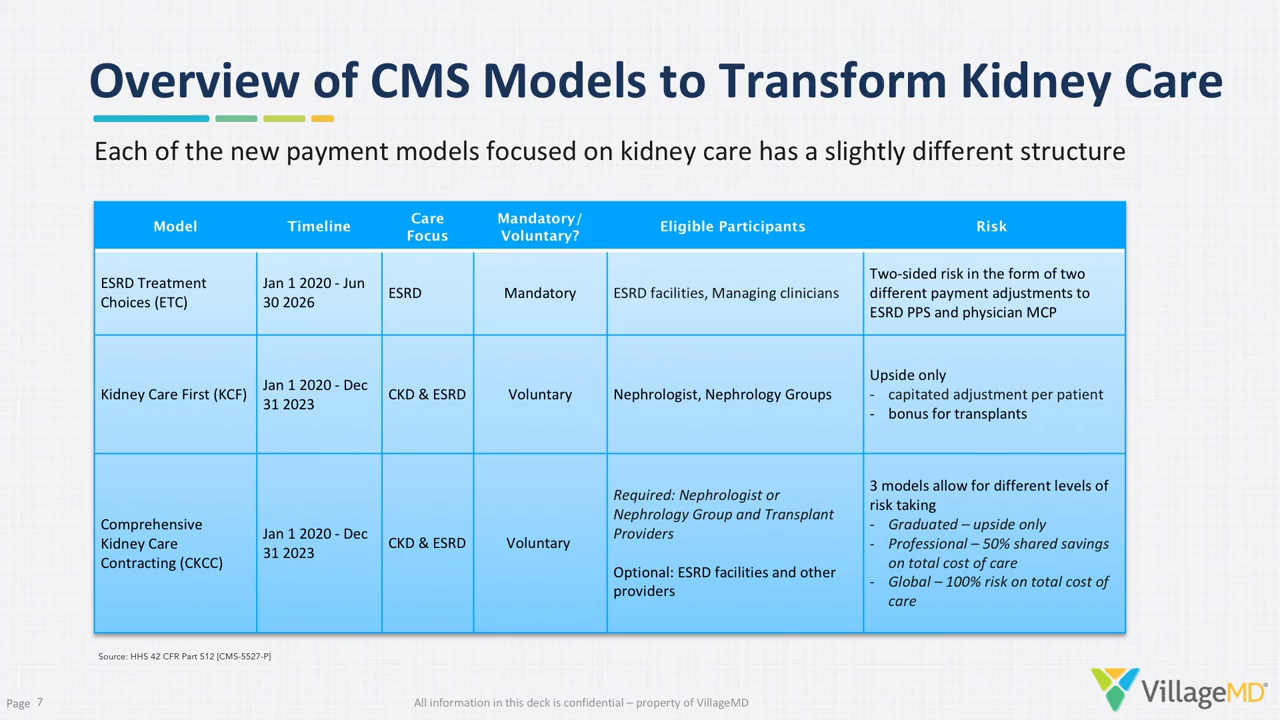 Overview of CMS Models to Transform Kidney Care
Each of the new payment models focused on kidney care has a slightly different structure
Model
Timeline
Care
Focus
Mandatory/
Voluntary?
Eligible Participants
Risk
ESRD Treatment
Choices (ETC)
Jan 1 2020 - Jun
30 2026
ESRD
Mandatory
ESRD facilities, Managing clinicians
Two-sided risk in the form of two
different payment adjustments to
ESRD PPS and physician MCP
Kidney Care First (KCF)
Jan 1 2020 - Dec
31 2023
CKD & ESRD
Voluntary
Nephrologist, Nephrology Groups
Upside only
- capitated adjustment per patient
- bonus for transplants
Comprehensive
Kidney Care
Contracting (CKCC)
Jan 1 2020 - Dec
31 2023
CKD & ESRD
Voluntary
Required: Nephrologist or
Nephrology Group and Transplant
Providers
Optional: ESRD facilities and other
providers
3 models allow for different levels of
risk taking
- Graduated – upside only
- Professional – 50% shared savings
on total cost of care
- Global – 100% risk on total cost of
care
Source: HHS 42 CFR Part 512 [CMS-5527-P]
Page 7
All information in this deck is confidential – property of VillageMD
VillageMD®